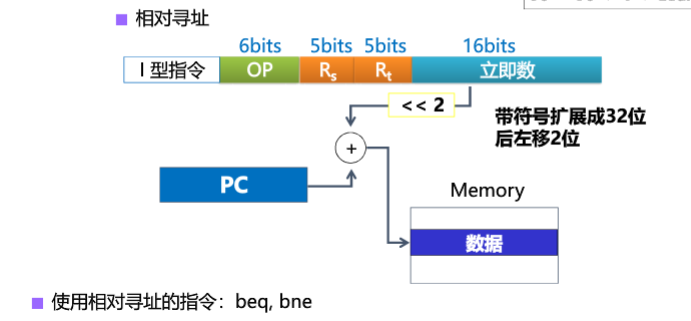 ■ 相对寻址
6bits 5bits 5bits 16bits
I 型指令 OP Rs Rt 立即数
<< 2
带符号扩展成32位
后左移2位
+
PC
Memory
数据
■ 使用相对寻址的指令：beq, bne